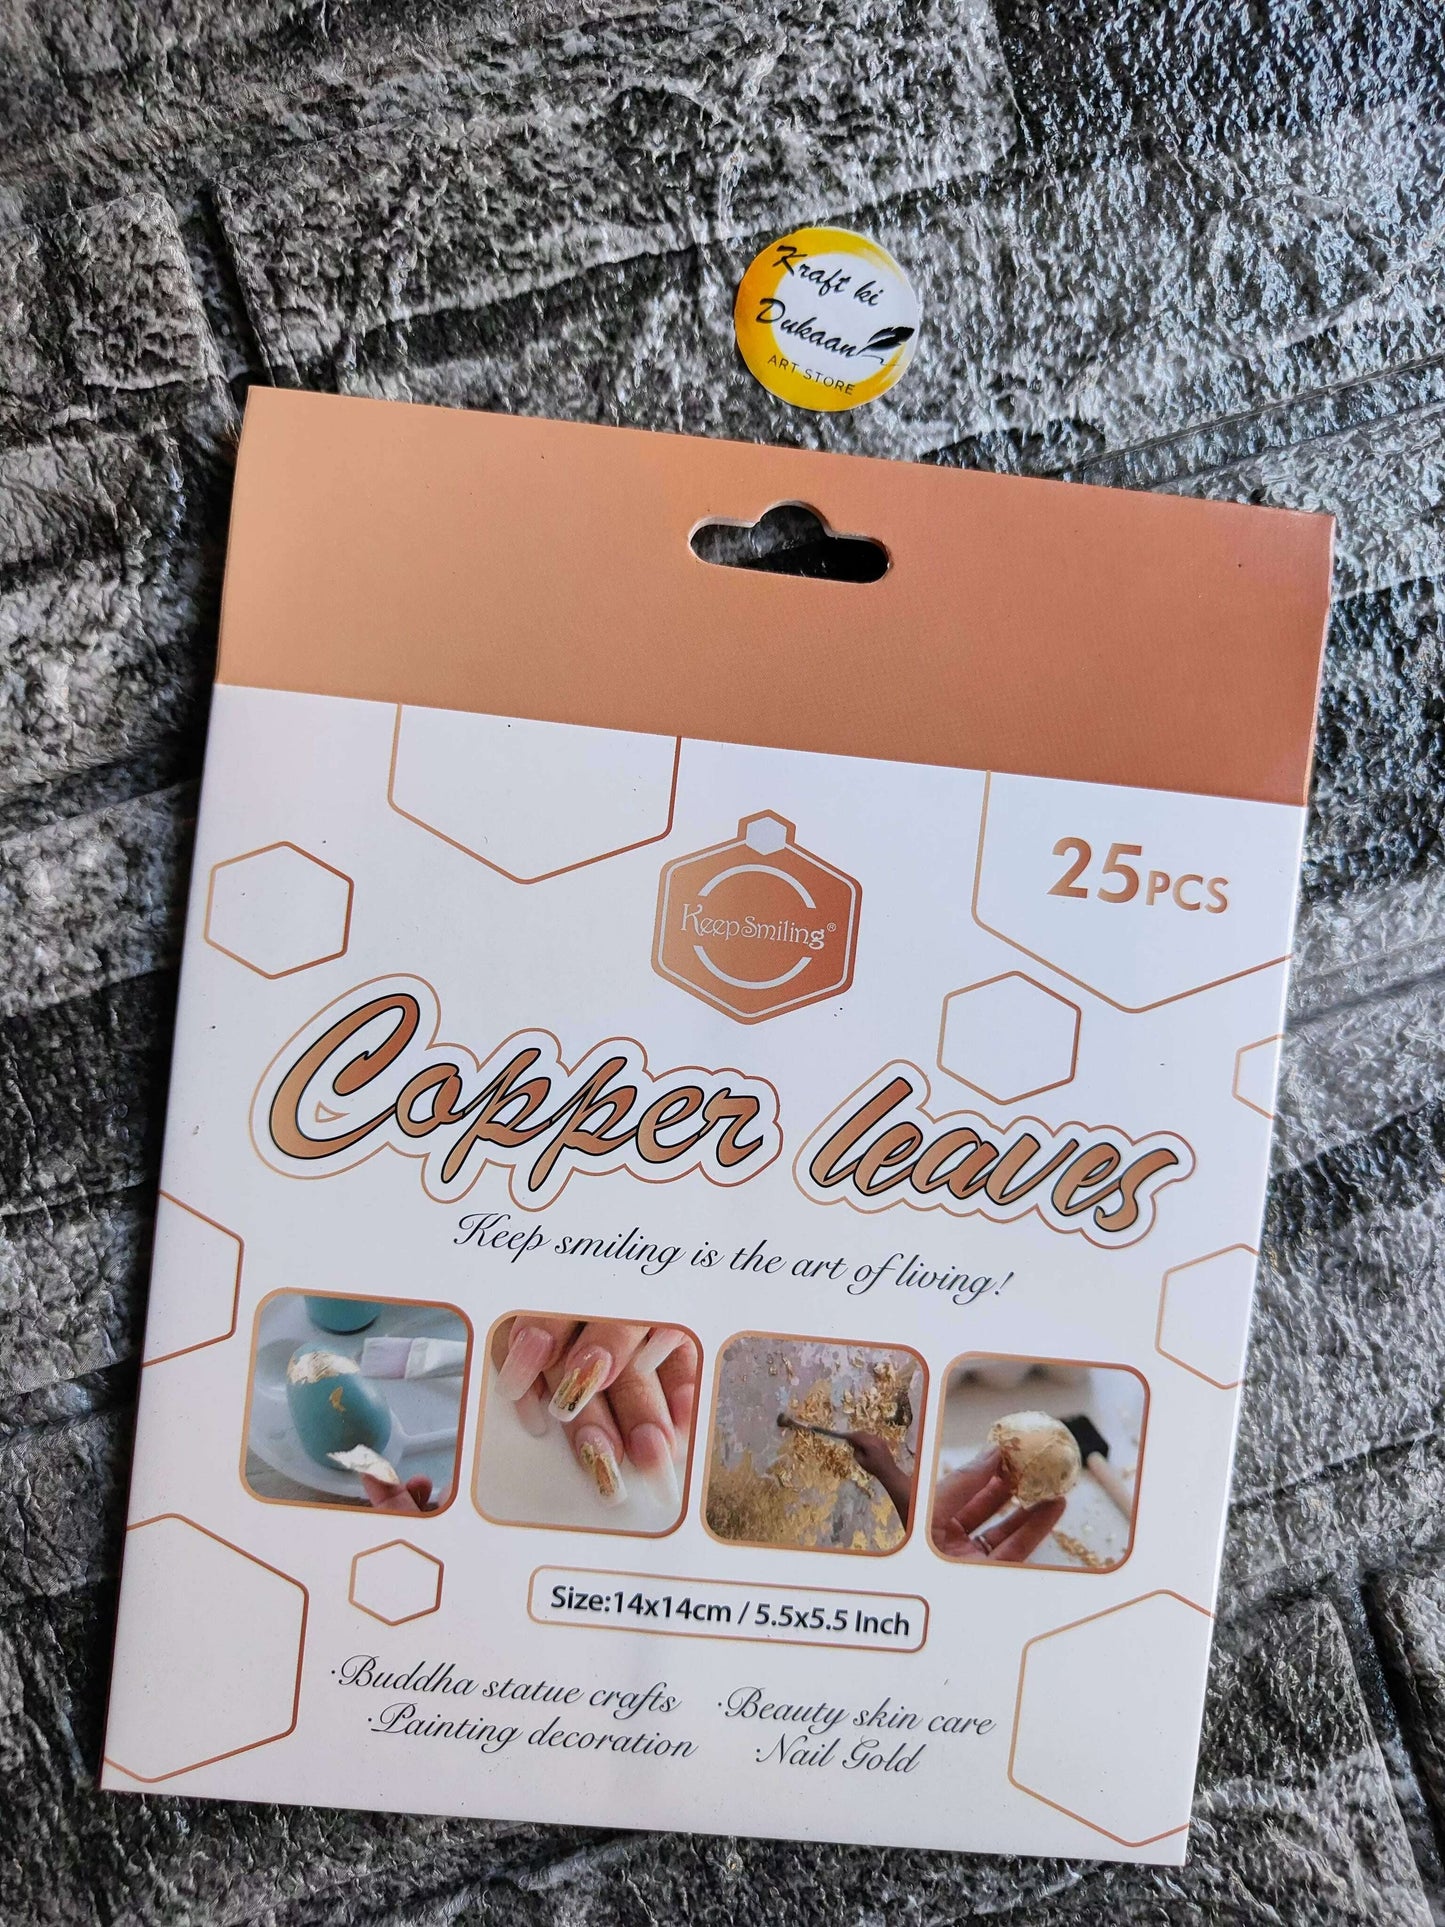 Kraft ki
Dukaan
ART STORE
25PCS
KeepSmiling®
Copper leaves
Keep smiling is the art of living!
Size:14x14cm / 5.5x5.5 Inch
·Buddha statue crafts ·Beauty skin care
·Painting decoration ·Nail Gold